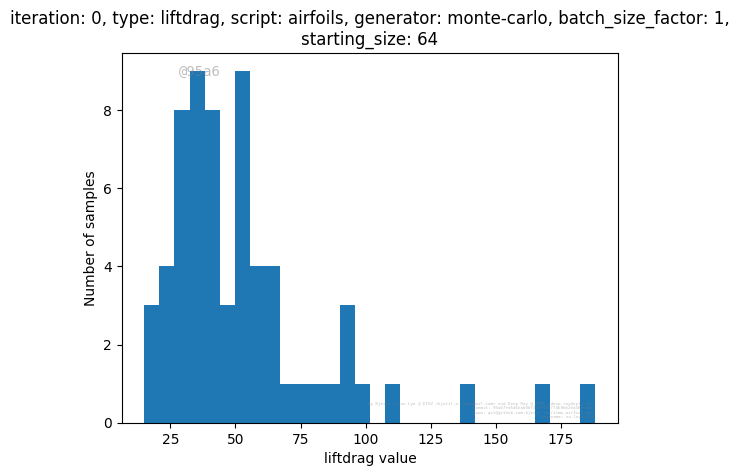 iteration: 0, type: liftdrag, script: airfoils, generator: monte-carlo, batch_size_factor: 1,
starting_size: 64
@95a6
8
6
4
2
0
Number of samples
25 50 75 100 125 150 175
liftdrag value